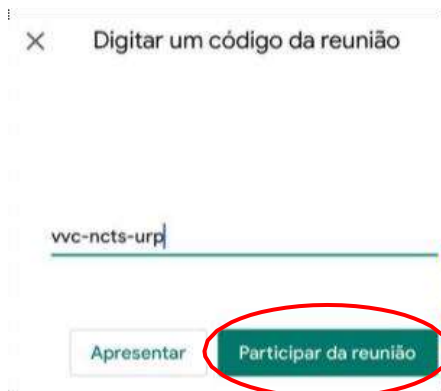 Digitar um código da reunião
vvc-ncts-urp
Apresentar
Participar da reunião